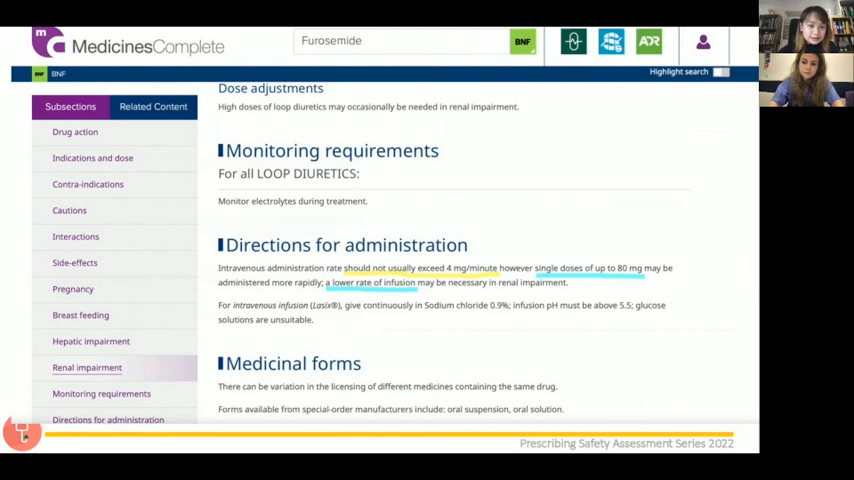 MedicinesComplete
Furosemide
BNF
ADR
BNF BNF
Highlight search
Subsections
Related Content
Drug action
Indications and dose
Contra-indications
Cautions
Interactions
Side-effects
Pregnancy
Breast feeding
Hepatic impairment
Renal impairment
Monitoring requirements
Directions for administration
Dose adjustments
High doses of loop diuretics may occasionally be needed in renal impairment.
Monitoring requirements
For all LOOP DIURETICS:
Monitor electrolytes during treatment.
Directions for administration
Intravenous administration rate should not usually exceed 4 mg/minute however single doses of up to 80 mg may be
administered more rapidly; a lower rate of infusion may be necessary in renal impairment.
For intravenous infusion (Lasix®), give continuously in Sodium chloride 0.9%; infusion pH must be above 5.5; glucose
solutions are unsuitable.
Medicinal forms
There can be variation in the licensing of different medicines containing the same drug.
Forms available from special-order manufacturers include: oral suspension, oral solution.
Prescribing Safety Assessment Series 2022